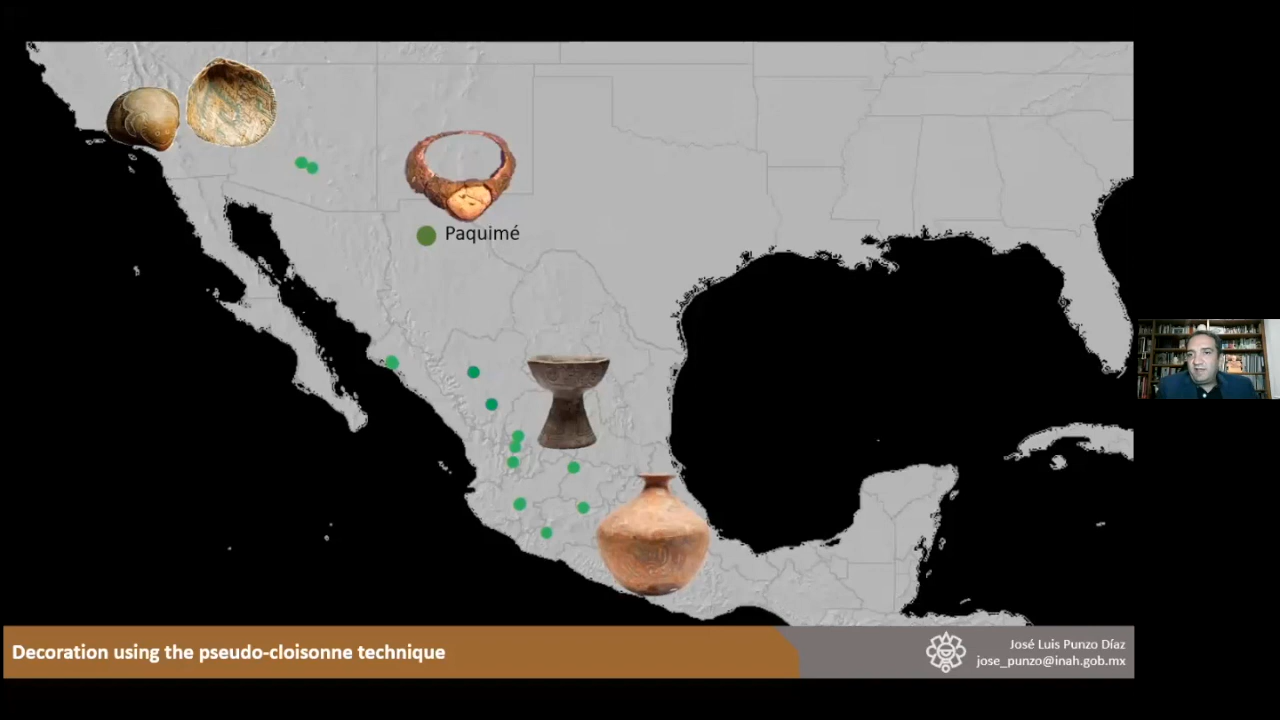 Paquimé
Decoration using the pseudo-cloisonne technique
José Luis Punzo Díaz
jose_punzo@inah.gob.mx